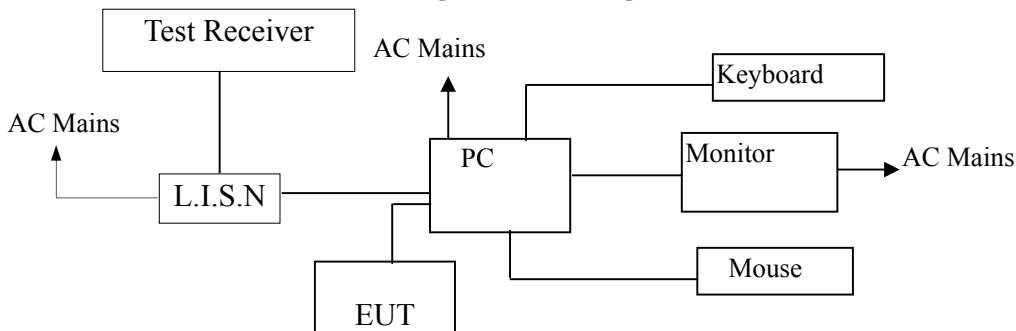 Test Receiver
AC Mains
Keyboard
AC Mains
PC
Monitor
AC Mains
L.I.S.N
Mouse
EUT